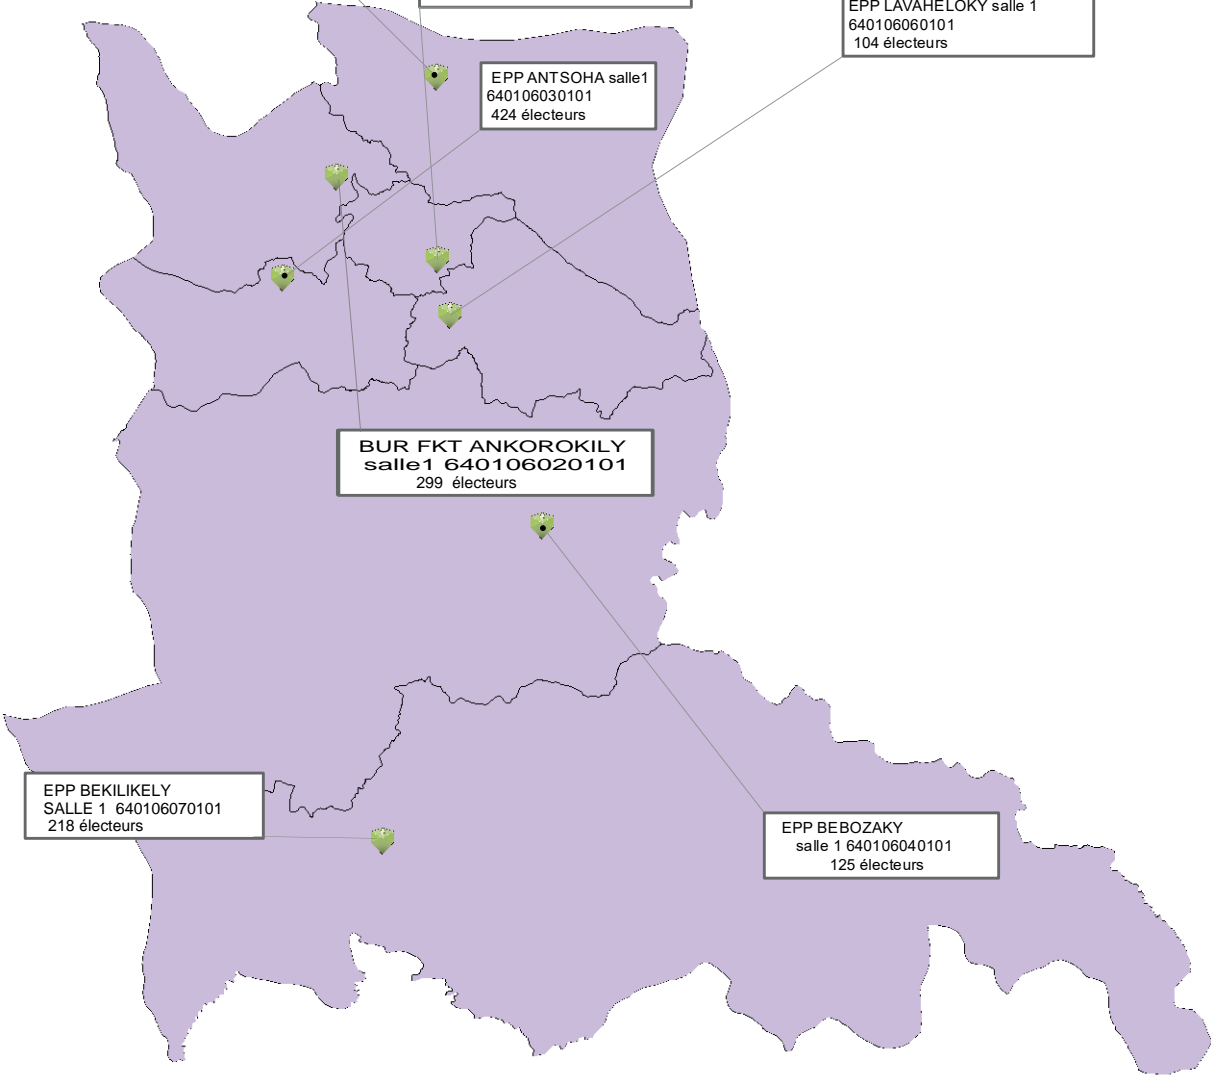 EPP LAVAHELOKY salle 1
640106060101
104 électeurs
EPP ANTSOHA salle1
640106030101
424 électeurs
BUR FKT ANKOROKILY
salle1 640106020101
299 électeurs
EPP BEKILIKELY
SALLE 1 640106070101
218 électeurs
EPP BEBOZAKY
salle 1 640106040101
125 électeurs